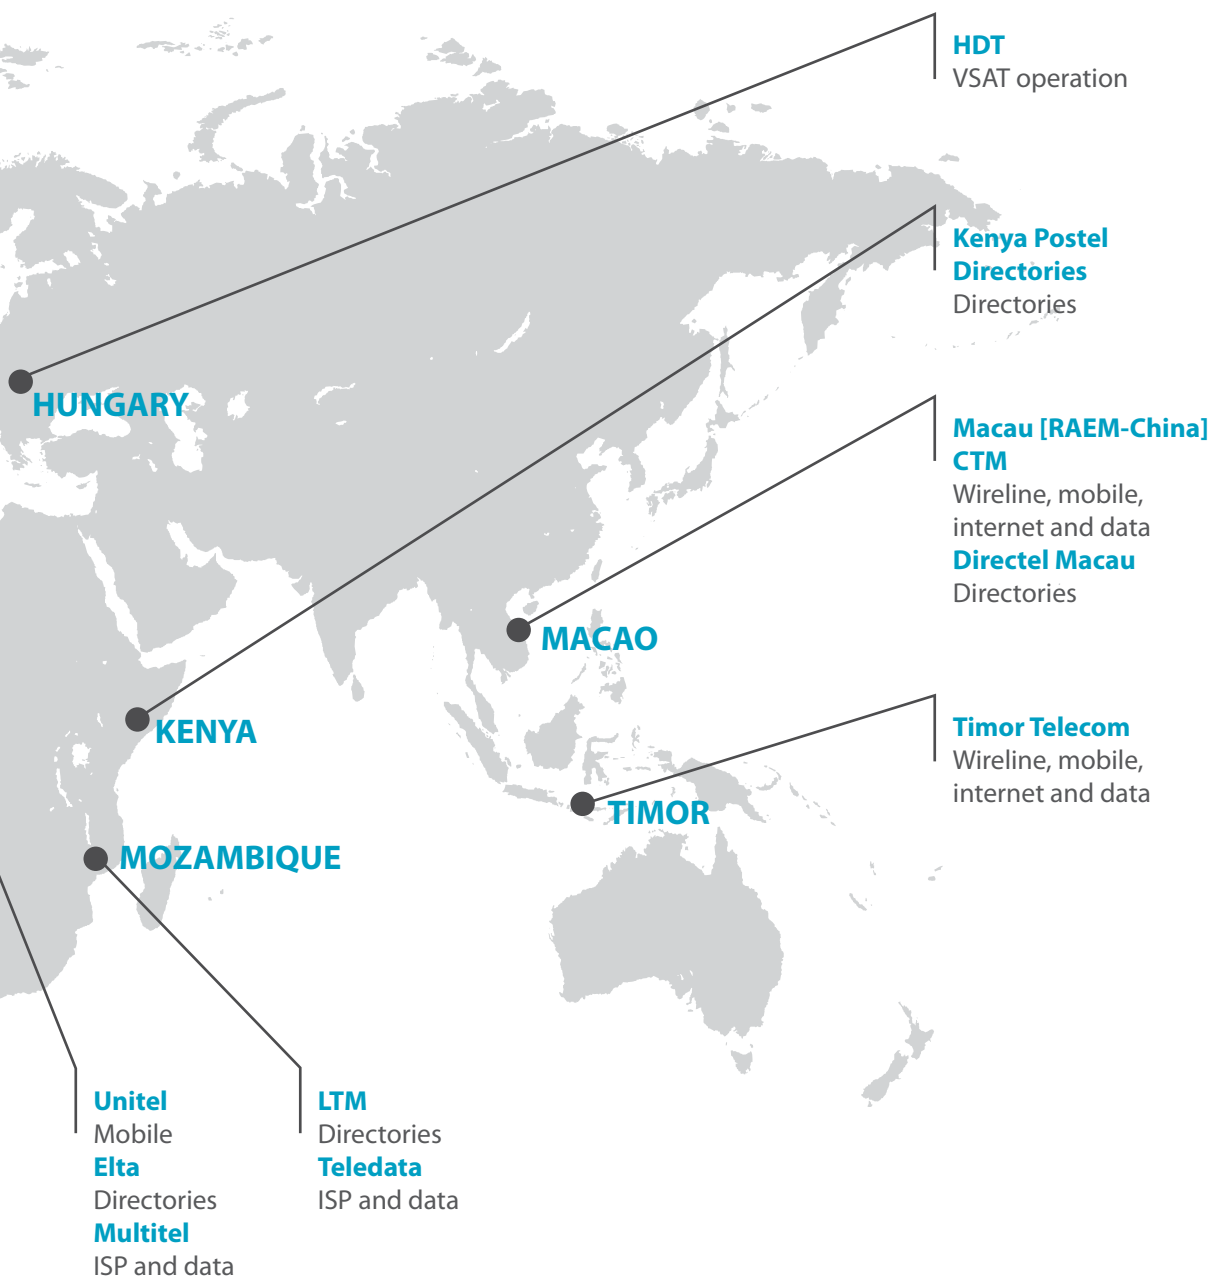 HDT
VSAT operation
Kenya Postel
Directories
Directories
HUNGARY
Macau [RAEM-China]
CTM
Wireline, mobile,
internet and data
Directel Macau
Directories
MACAO
KENYA
Timor Telecom
Wireline, mobile,
internet and data
TIMOR
MOZAMBIQUE
Unitel
Mobile
Elta
Directories
Multitel
ISP and data
LTM
Directories
Teledata
ISP and data